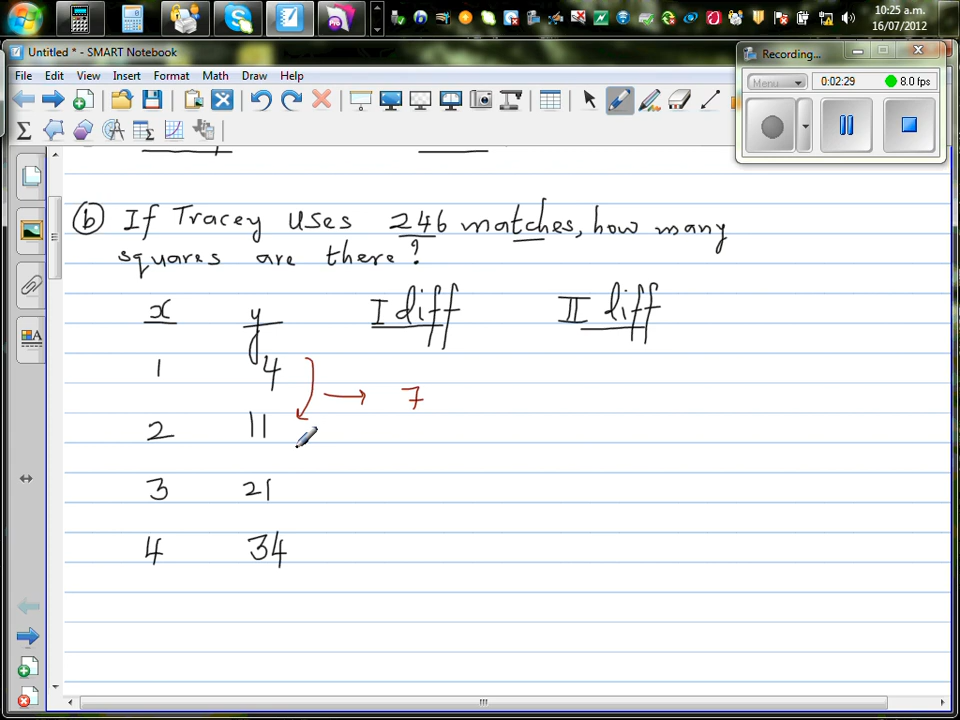 10:25 a.m.
16/07/2012
Untitled * - SMART Notebook
File Edit View Insert Format Math Draw Help
Recording...
Menu 0:02:29 8.0 fps
(b) If Tracey uses 246 matches, how many
squares are there?
x y I diff II diff
1 4
7
2 11
3 21
4 34